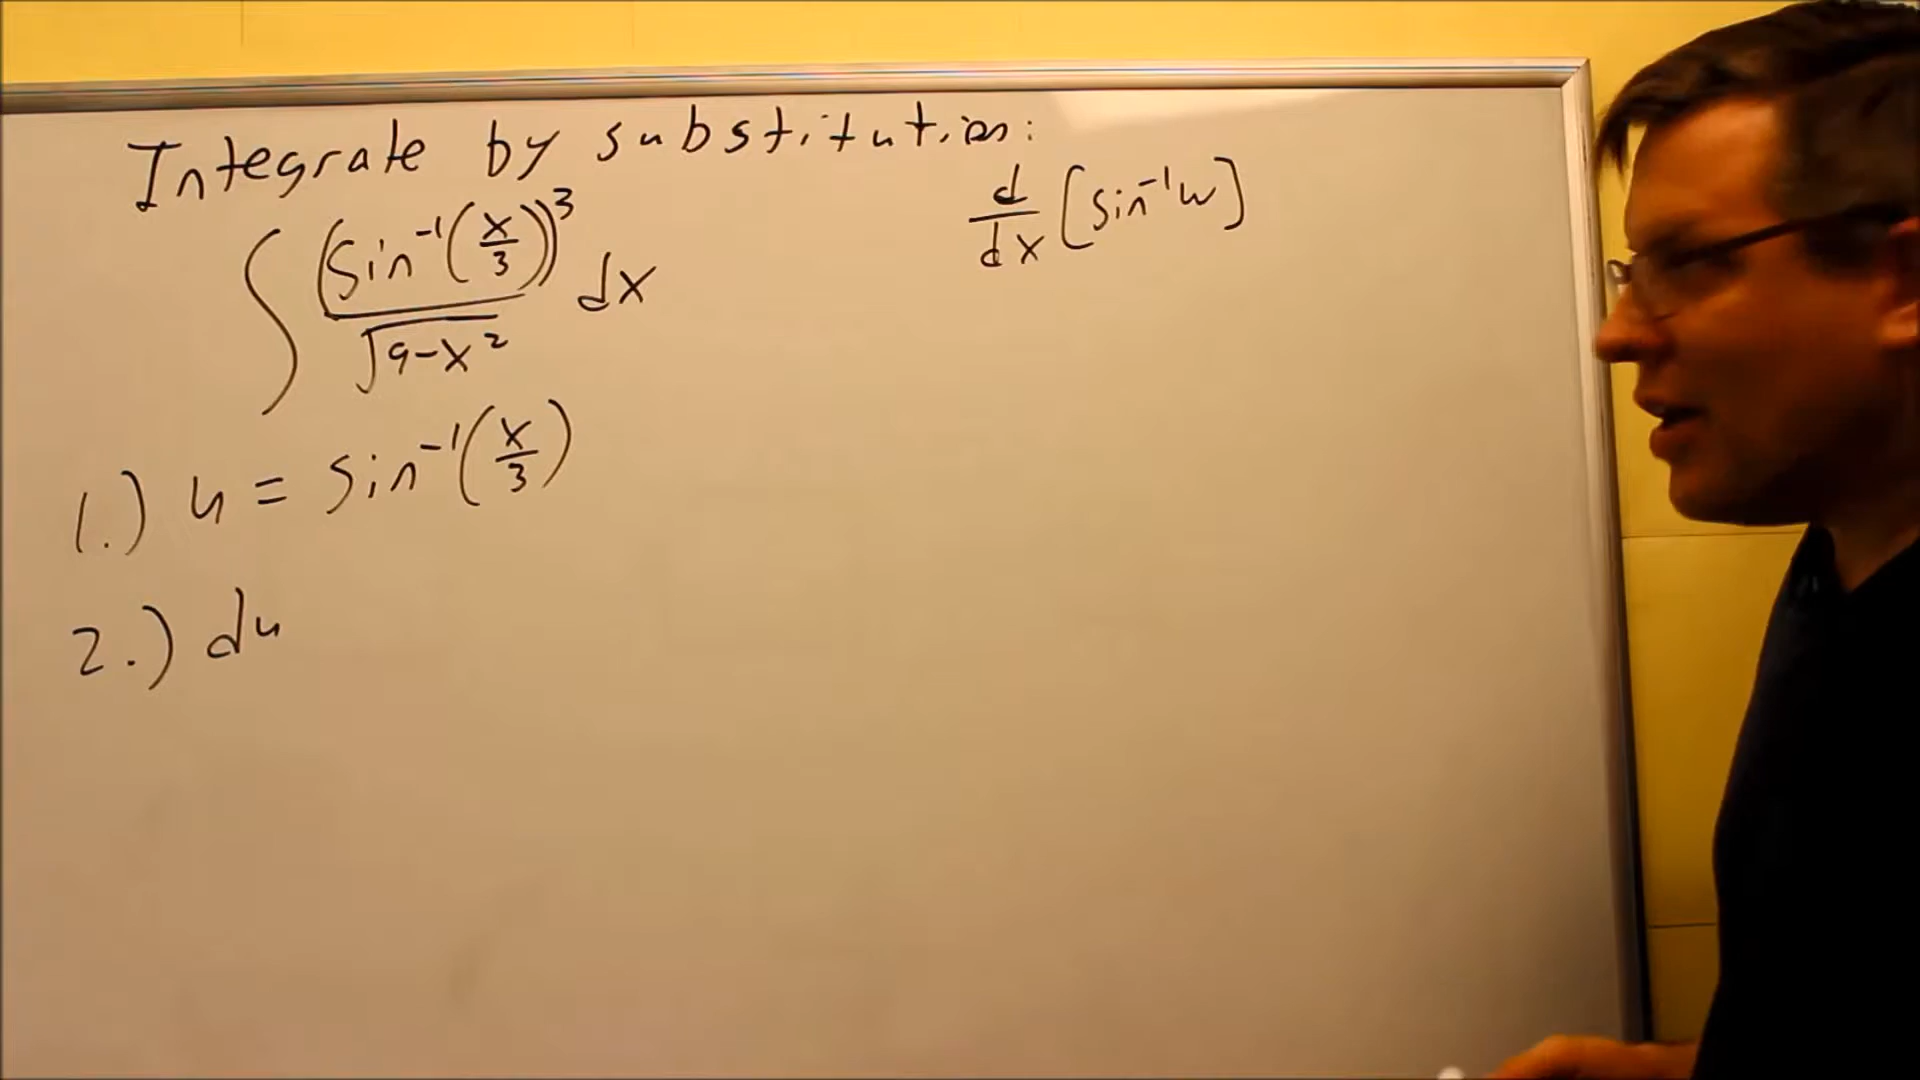 Integrate by substitution:
∫ (sin⁻¹(x/3))³ / √(9-x²) dx
d/dx [sin⁻¹w]
1.) u = sin⁻¹(x/3)
2.) du